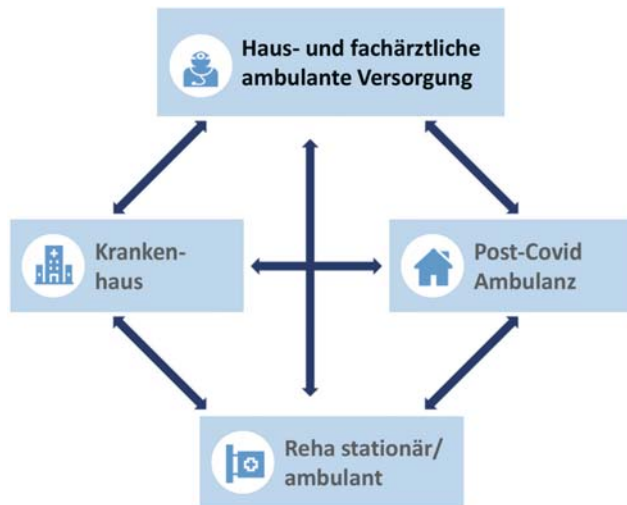 Haus- und fachärztliche
ambulante Versorgung
Kranken-
haus
Post-Covid
Ambulanz
Reha stationär/
ambulant